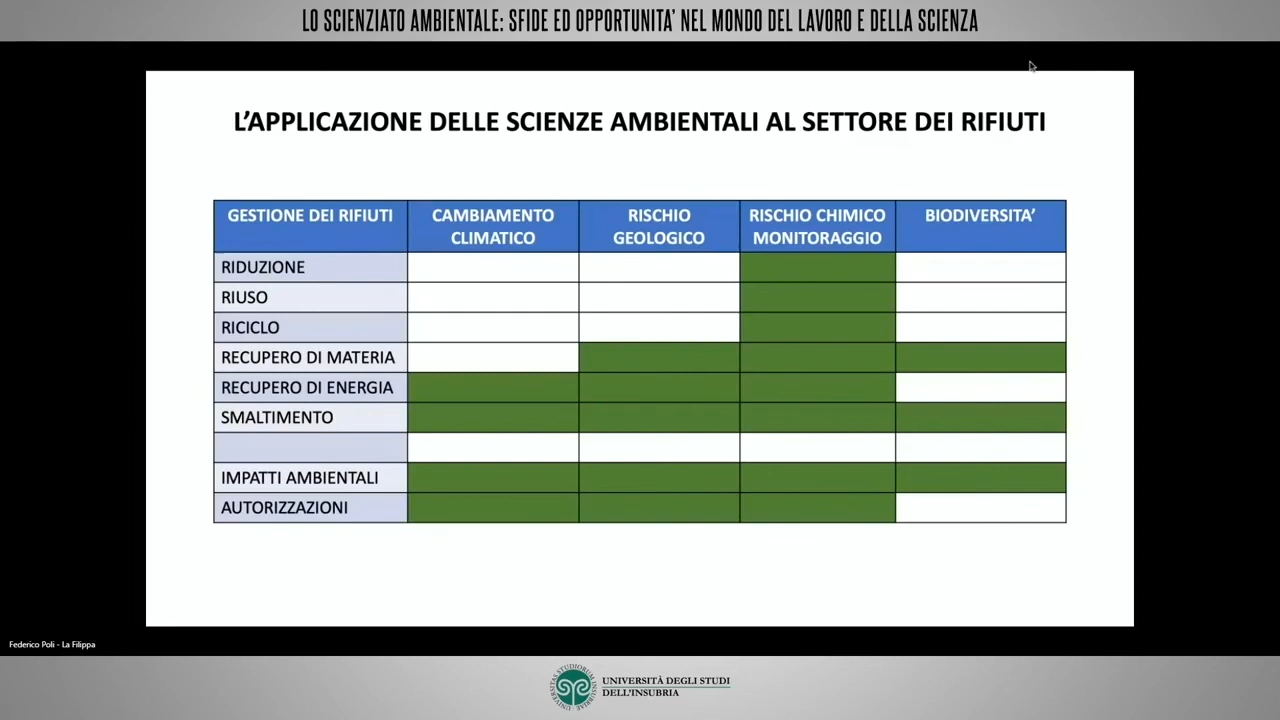 LO SCIENZIATO AMBIENTALE: SFIDE ED OPPORTUNITA' NEL MONDO DEL LAVORO E DELLA SCIENZA
L'APPLICAZIONE DELLE SCIENZE AMBIENTALI AL SETTORE DEI RIFIUTI
GESTIONE DEI RIFIUTI
CAMBIAMENTO
CLIMATICO
RISCHIO
GEOLOGICO
RISCHIO CHIMICO
MONITORAGGIO
BIODIVERSITA'
RIDUZIONE
RIUSO
RICICLO
RECUPERO DI MATERIA
RECUPERO DI ENERGIA
SMALTIMENTO
IMPATTI AMBIENTALI
AUTORIZZAZIONI
Federico Poli - La Filippa
UNIVERSITÀ DEGLI STUDI
DELL'INSUBRIA